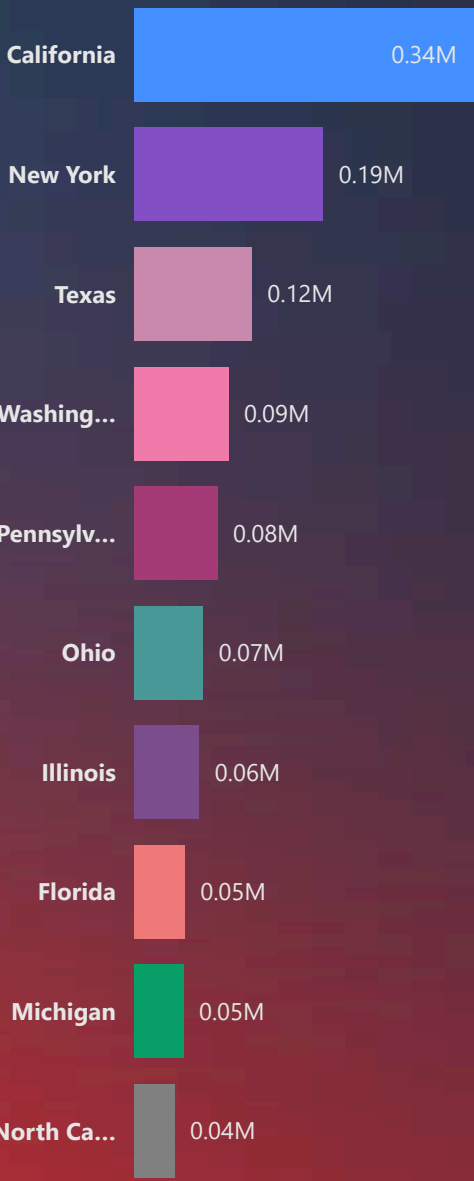 California 0.34M
New York 0.19M
Texas 0.12M
Washing... 0.09M
Pennsylv... 0.08M
Ohio 0.07M
Illinois 0.06M
Florida 0.05M
Michigan 0.05M
North Ca... 0.04M